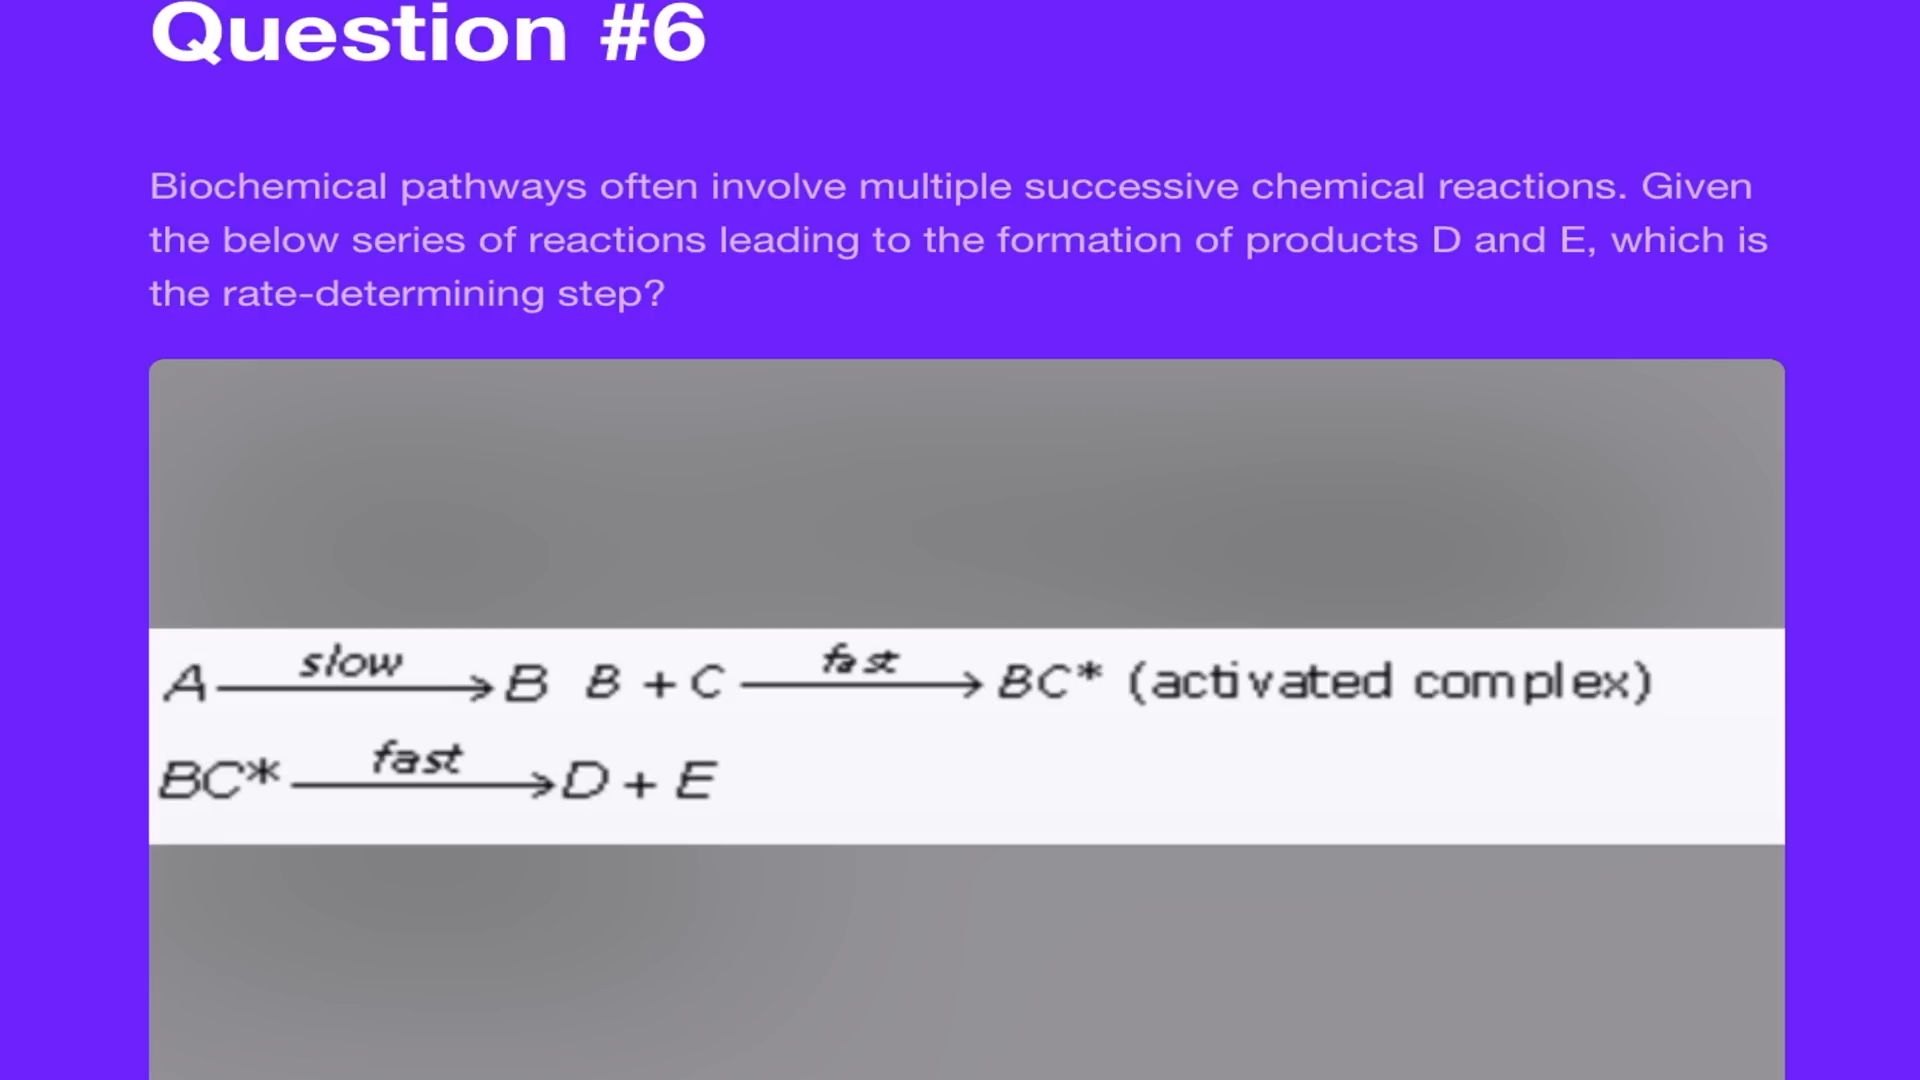 Question #6
Biochemical pathways often involve multiple successive chemical reactions. Given
the below series of reactions leading to the formation of products D and E, which is
the rate-determining step?
A slow → B B + C fast → BC* (activated complex)
BC* fast → D + E